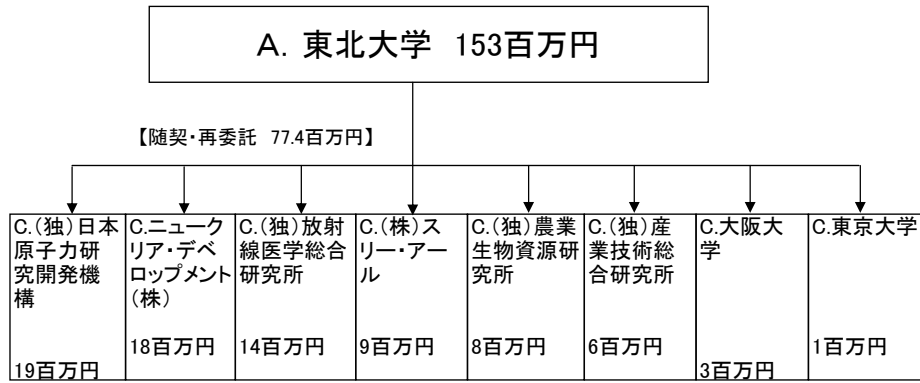 A. 東北大学 153百万円
【随契・再委託 77.4百万円】
C.(独)日本
原子力研
究開発機
構
19百万円
C.ニューク
リア・デベ
ロップメント
(株)
18百万円
C.(独)放射
線医学総合
研究所
14百万円
C.(株)ス
リー・アー
ル
9百万円
C.(独)農業
生物資源研
究所
8百万円
C.(独)産
業技術総
合研究所
6百万円
C.大阪大
学
3百万円
C.東京大学
1百万円